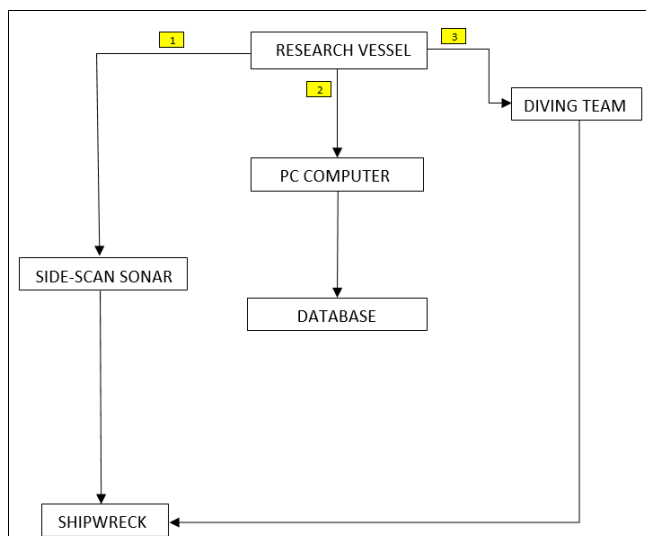 1
RESEARCH VESSEL
3
2
DIVING TEAM
PC COMPUTER
SIDE-SCAN SONAR
DATABASE
SHIPWRECK